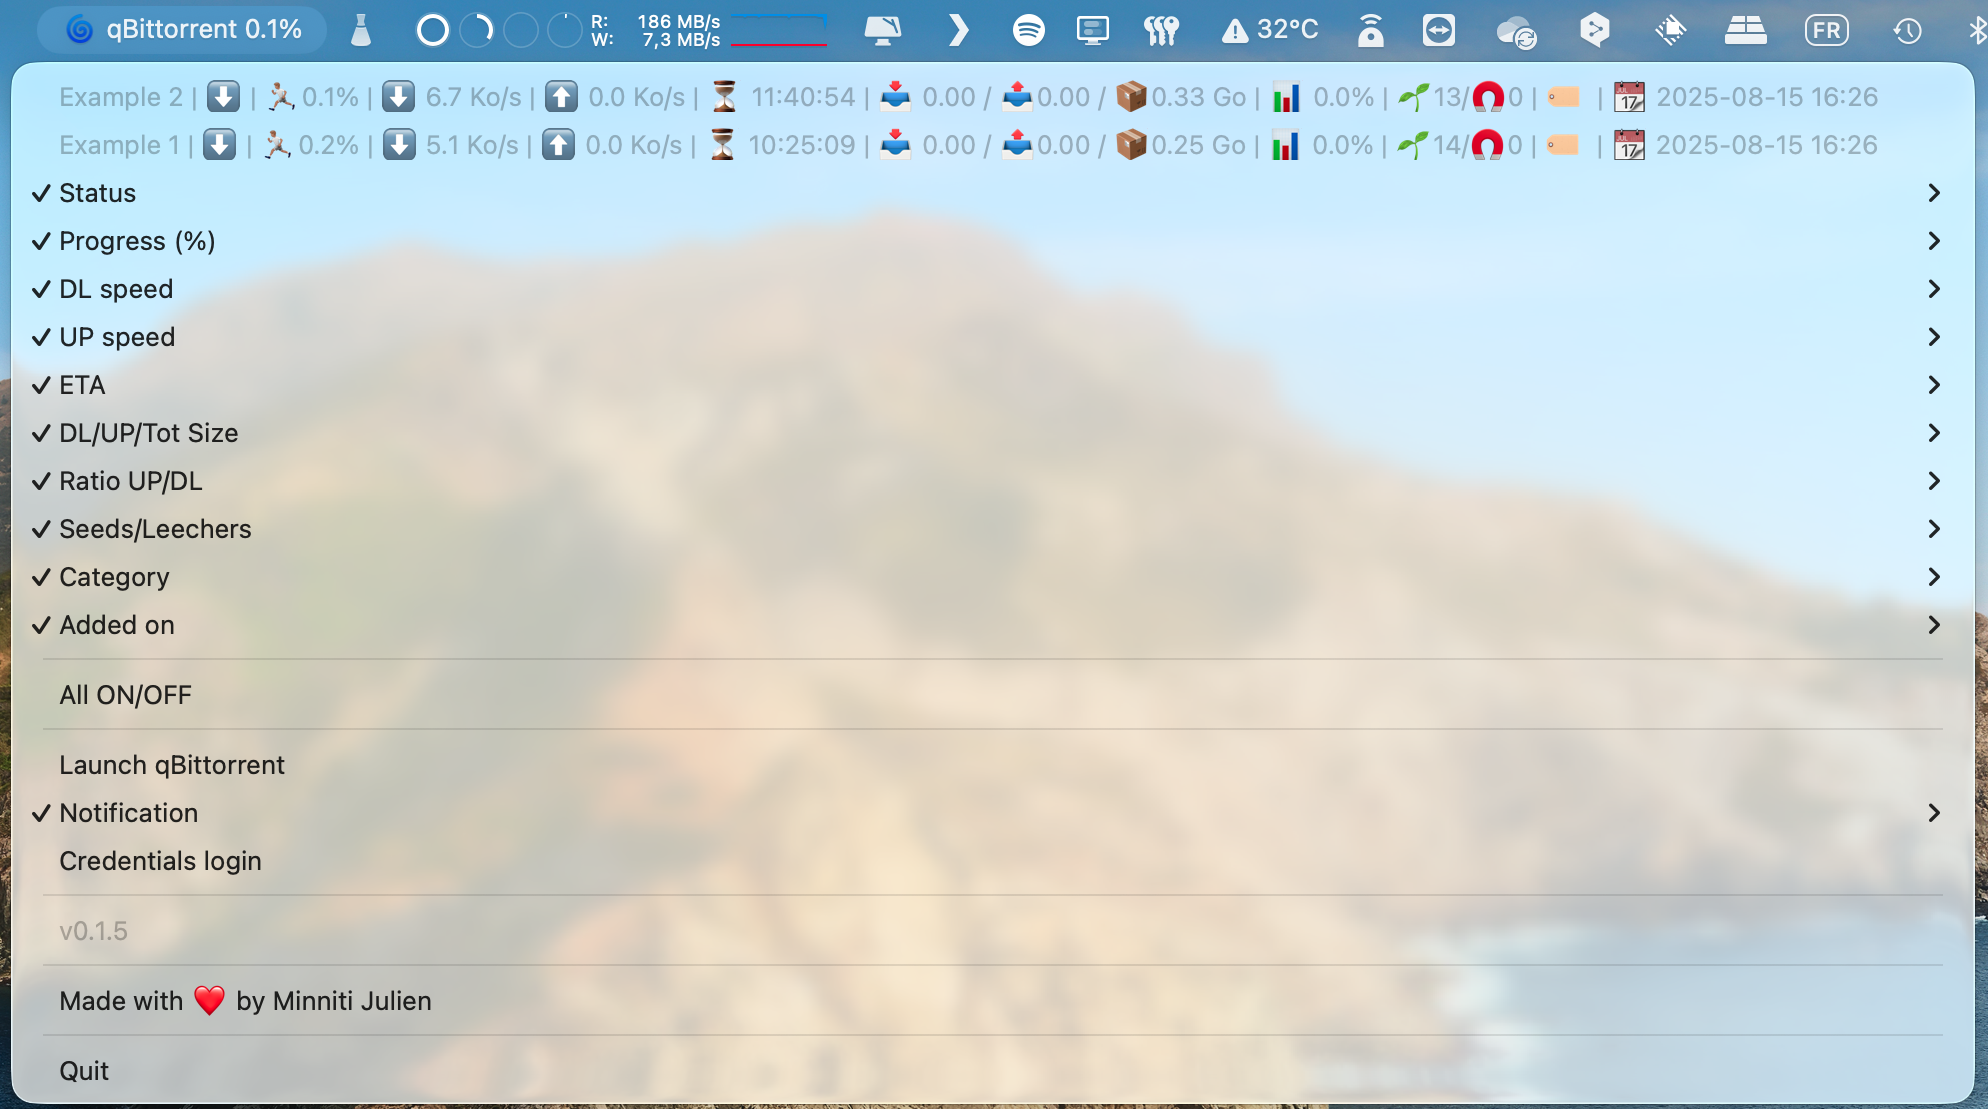 qBittorrent 0.1% R: 186 MB/s W: 7,3 MB/s 32°C FR
Example 2 | ⬇️ | 🏃 0.1% | ⬇️ 6.7 Ko/s | ⬆️ 0.0 Ko/s | ⏳ 11:40:54 | 📥 0.00 / 📤 0.00 / 📦 0.33 Go | 📊 0.0% | 🌱 13/🧲 0 | 🏷️ | 📆 2025-08-15 16:26
Example 1 | ⬇️ | 🏃 0.2% | ⬇️ 5.1 Ko/s | ⬆️ 0.0 Ko/s | ⏳ 10:25:09 | 📥 0.00 / 📤 0.00 / 📦 0.25 Go | 📊 0.0% | 🌱 14/🧲 0 | 🏷️ | 📆 2025-08-15 16:26
✓ Status
✓ Progress (%)
✓ DL speed
✓ UP speed
✓ ETA
✓ DL/UP/Tot Size
✓ Ratio UP/DL
✓ Seeds/Leechers
✓ Category
✓ Added on
All ON/OFF
Launch qBittorrent
✓ Notification
Credentials login
v0.1.5
Made with ❤️ by Minniti Julien
Quit